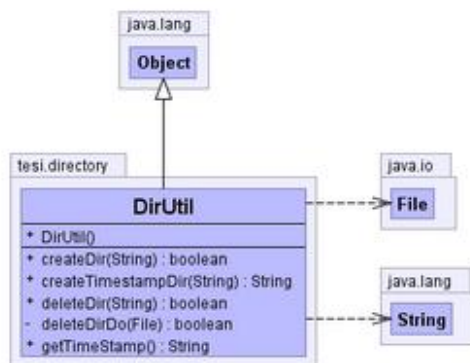 java.lang
Object
tesi.directory
DirUtil
+ DirUtil()
+ createDir(String) : boolean
+ createTimestampDir(String) : String
+ deleteDir(String) : boolean
- deleteDirDo(File) : boolean
+ getTimeStamp() : String
java.io
File
java.lang
String